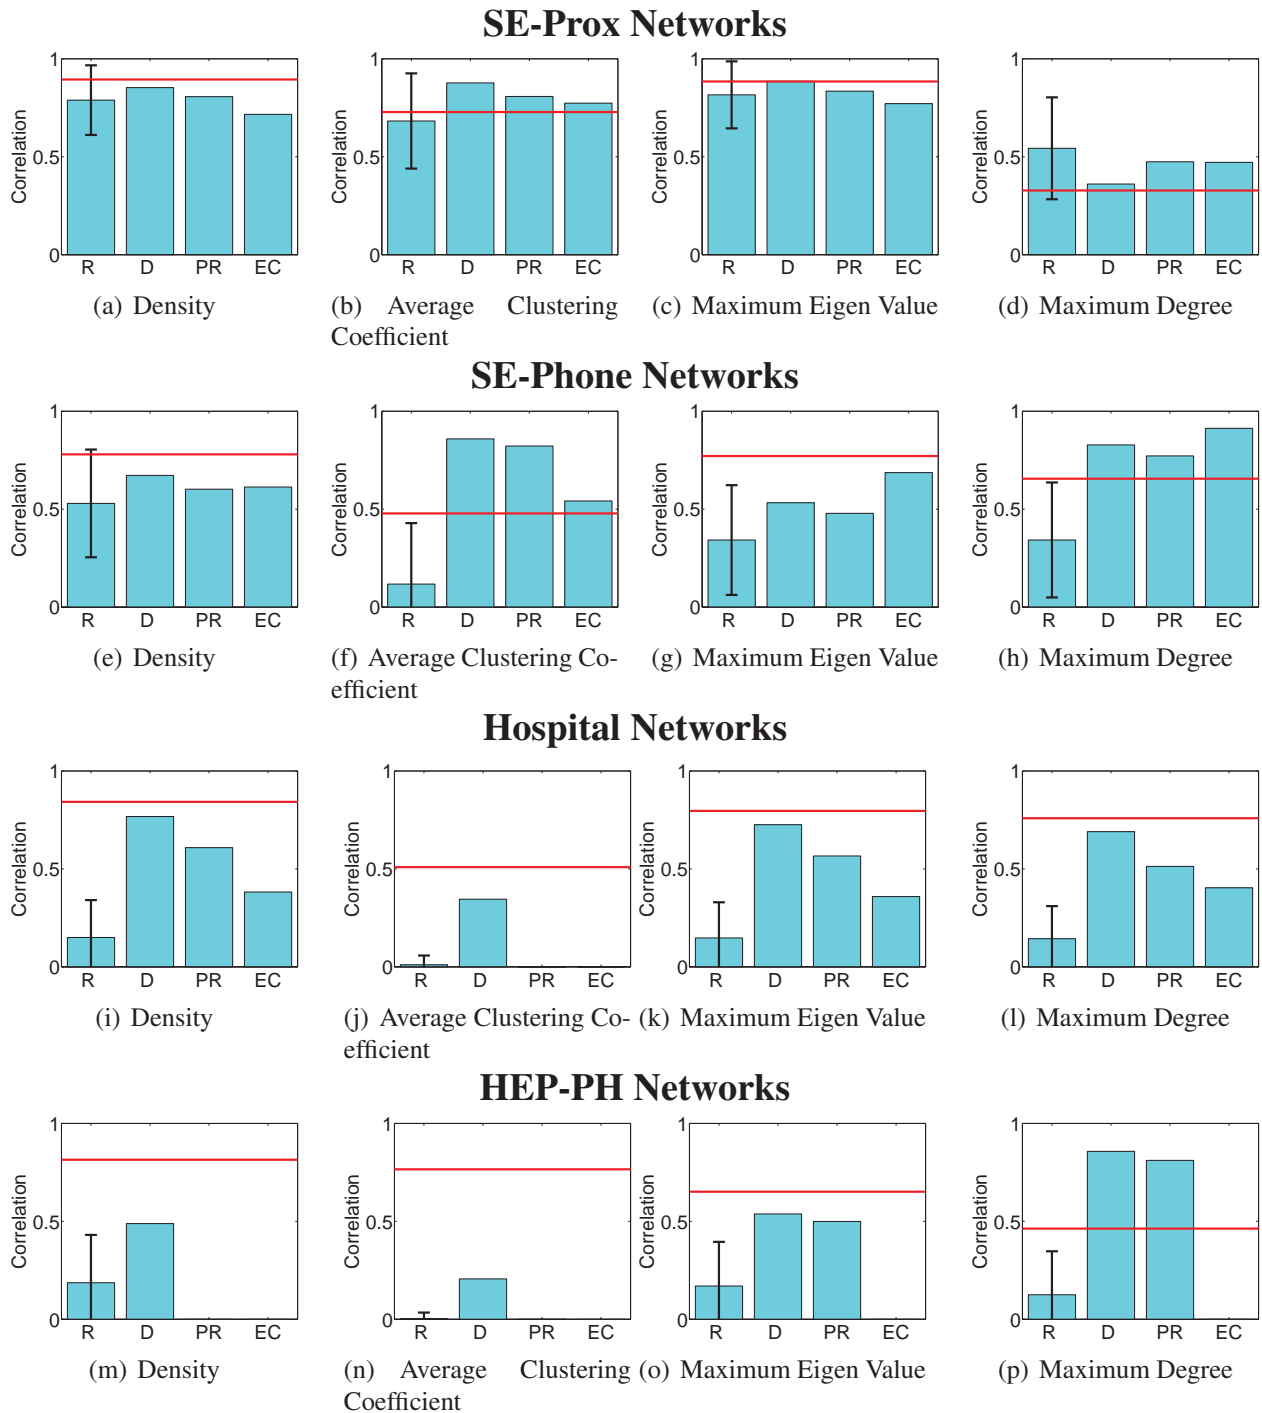 SE-Prox Networks
1
0.5
0
Correlation
R D PR EC
(a) Density
1
0.5
0
Correlation
R D PR EC
(b) Average Clustering
Coefficient
1
0.5
0
Correlation
R D PR EC
(c) Maximum Eigen Value
1
0.5
0
Correlation
R D PR EC
(d) Maximum Degree
SE-Phone Networks
1
0.5
0
Correlation
R D PR EC
(e) Density
1
0.5
0
Correlation
R D PR EC
(f) Average Clustering Co-
efficient
1
0.5
0
Correlation
R D PR EC
(g) Maximum Eigen Value
1
0.5
0
Correlation
R D PR EC
(h) Maximum Degree
Hospital Networks
1
0.5
0
Correlation
R D PR EC
(i) Density
1
0.5
0
Correlation
R D PR EC
(j) Average Clustering Co-
efficient
1
0.5
0
Correlation
R D PR EC
(k) Maximum Eigen Value
1
0.5
0
Correlation
R D PR EC
(l) Maximum Degree
HEP-PH Networks
1
0.5
0
Correlation
R D PR EC
(m) Density
1
0.5
0
Correlation
R D PR EC
(n) Average Clustering
Coefficient
1
0.5
0
Correlation
R D PR EC
(o) Maximum Eigen Value
1
0.5
0
Correlation
R D PR EC
(p) Maximum Degree